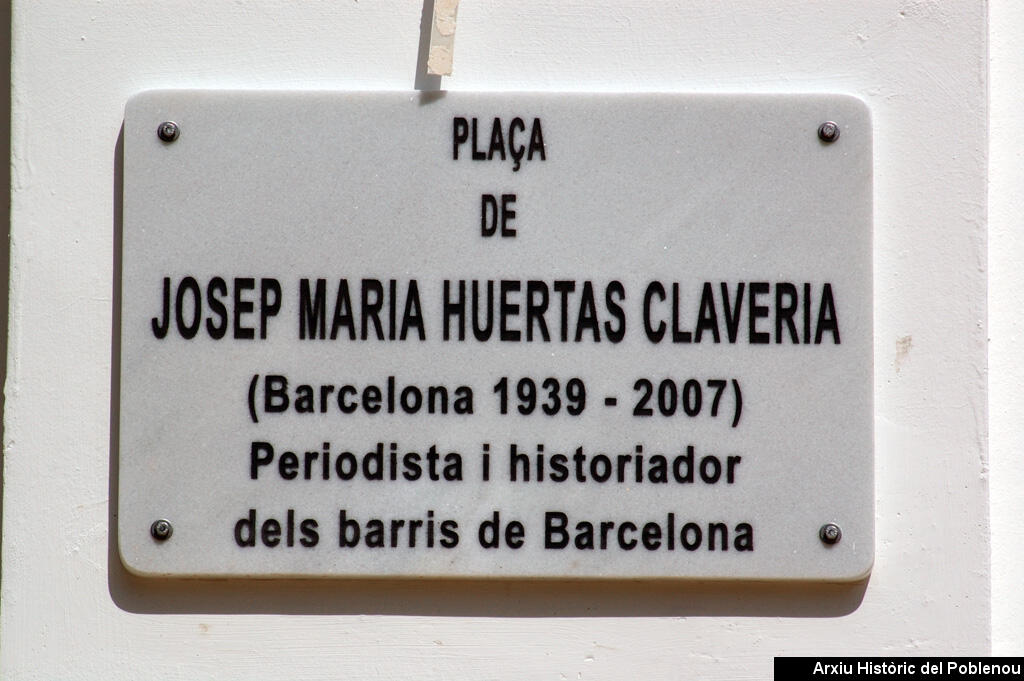 PLAÇA
DE
JOSEP MARIA HUERTAS CLAVERIA
(Barcelona 1939 - 2007)
Periodista i historiador
dels barris de Barcelona
Arxiu Històric del Poblenou